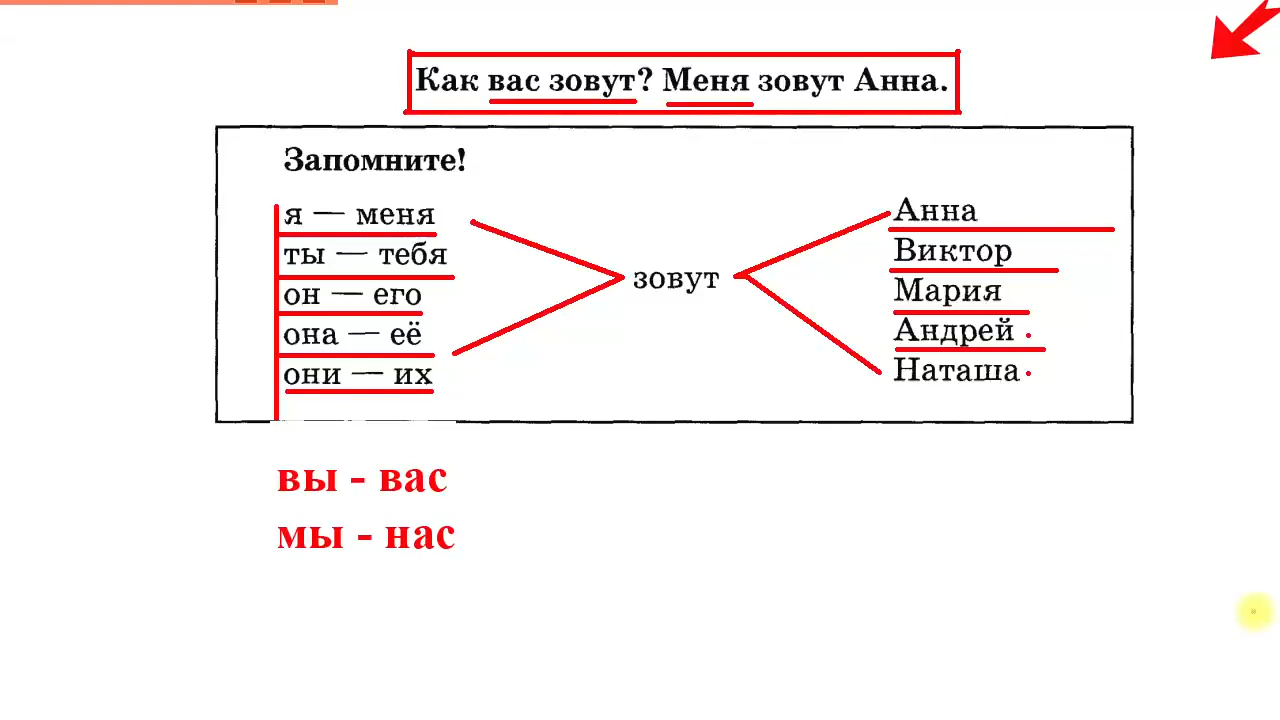 Как вас зовут? Меня зовут Анна.
Запомните!
я — меня
ты — тебя
он — его
она — её
они — их
зовут
Анна
Виктор
Мария
Андрей
Наташа
вы - вас
мы - нас